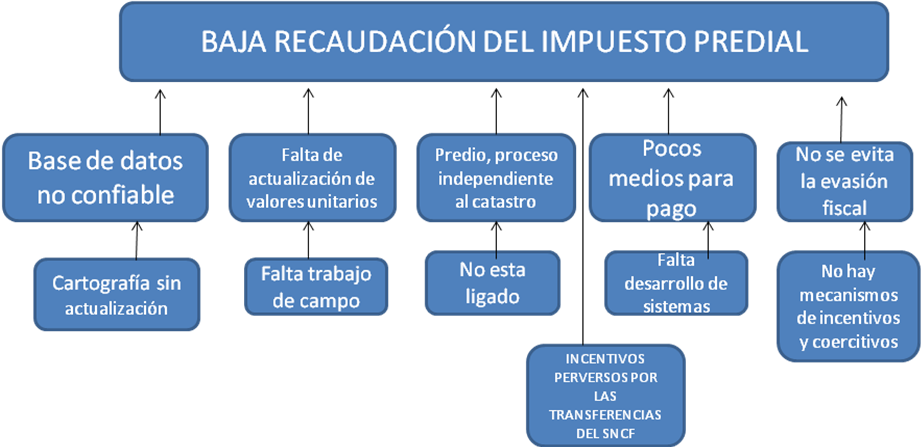 BAJA RECAUDACIÓN DEL IMPUESTO PREDIAL
Base de datos
no confiable
Falta de
actualización de
valores unitarios
Predio, proceso
independiente
al catastro
Pocos
medios para
pago
No se evita
la evasión
fiscal
Cartografía sin
actualización
Falta trabajo
de campo
No esta
ligado
Falta
desarrollo de
sistemas
No hay
mecanismos
de incentivos
y coercitivos
INCENTIVOS
PERVERSOS POR
LAS
TRANSFERENCIAS
DEL SNCF